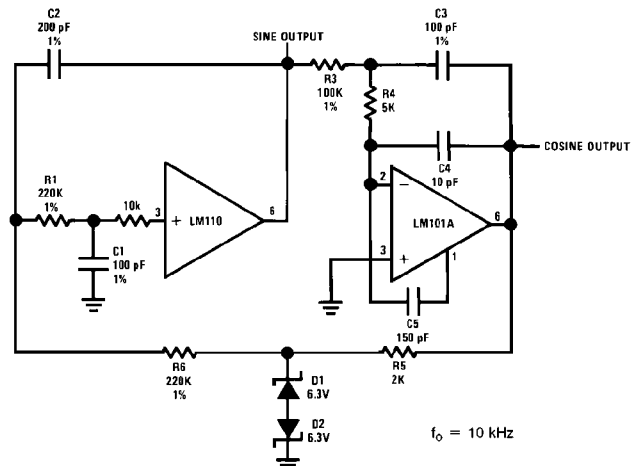 C2
200 pF
1%
SINE OUTPUT
R3
100K
1%
C3
100 pF
1%
R4
5K
C4
10 pF
COSINE OUTPUT
R1
220K
1%
10k
3
+
LM110
6
2
−
LM101A
6
3
+
1
C1
100 pF
1%
C5
150 pF
R6
220K
1%
R5
2K
D1
6.3V
D2
6.3V
fo = 10 kHz